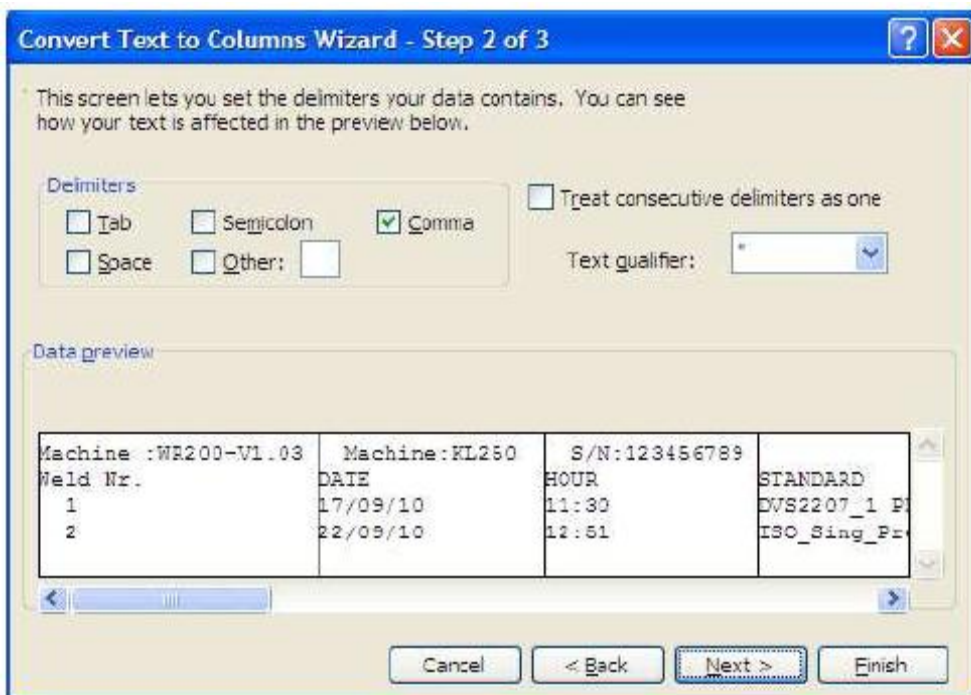 Convert Text to Columns Wizard - Step 2 of 3
This screen lets you set the delimiters your data contains. You can see
how your text is affected in the preview below.
Delimiters
Treat consecutive delimiters as one
Tab Semicolon Comma
Space Other: Text qualifier: "
Data preview
Machine :WR200-V1.03 Machine:KL250 S/N:123456789
Weld Nr. DATE HOUR STANDARD
1 17/09/10 11:30 DVS2207_1 P
2 22/09/10 12:51 ISO_Sing_Pr
Cancel < Back Next > Finish